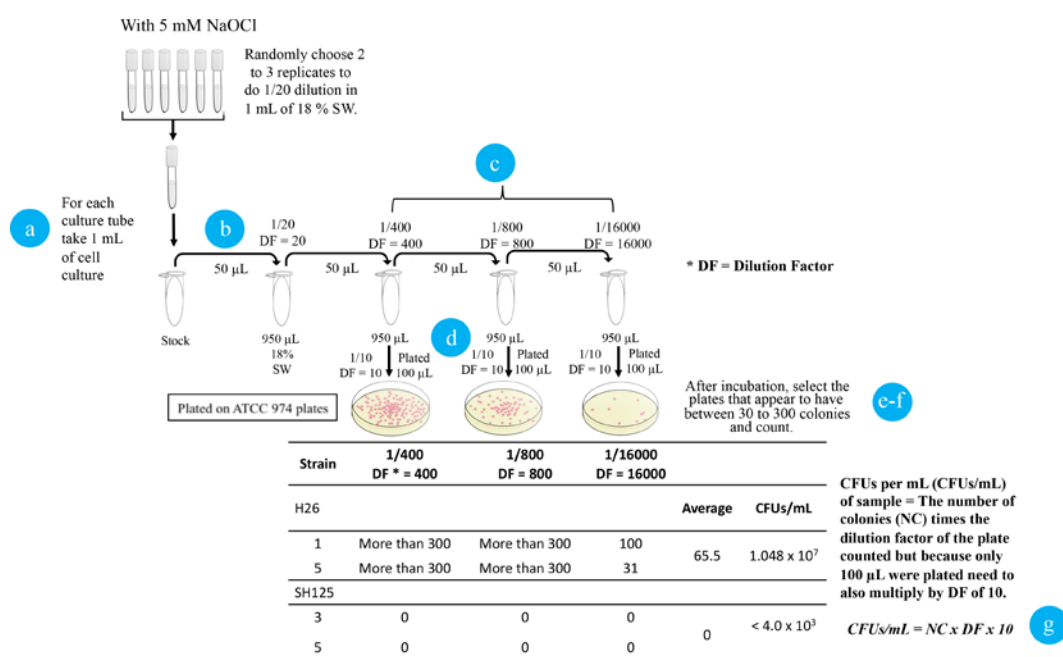 With 5 mM NaOCl
Randomly choose 2
to 3 replicates to
do 1/20 dilution in
1 mL of 18 % SW.
a
For each
culture tube
take 1 mL
of cell
culture
b
c
1/20
DF = 20
1/400
DF = 400
1/800
DF = 800
1/16000
DF = 16000
50 µL
50 µL
50 µL
50 µL
* DF = Dilution Factor
Stock
950 µL
18%
SW
950 µL
d
950 µL
950 µL
1/10
DF = 10
Plated
100 µL
1/10
DF = 10
Plated
100 µL
1/10
DF = 10
Plated
100 µL
Plated on ATCC 974 plates
After incubation, select the
plates that appear to have
between 30 to 300 colonies
and count.
e-f
Strain 1/400 1/800 1/16000
DF * = 400 DF = 800 DF = 16000
H26 Average CFUs/mL
1 More than 300 More than 300 100
65.5 1.048 x 10⁷
5 More than 300 More than 300 31
SH125
3 0 0 0
0 < 4.0 x 10³
5 0 0 0
CFUs per mL (CFUs/mL)
of sample = The number of
colonies (NC) times the
dilution factor of the plate
counted but because only
100 µL were plated need to
also multiply by DF of 10.
CFUs/mL = NC x DF x 10
g